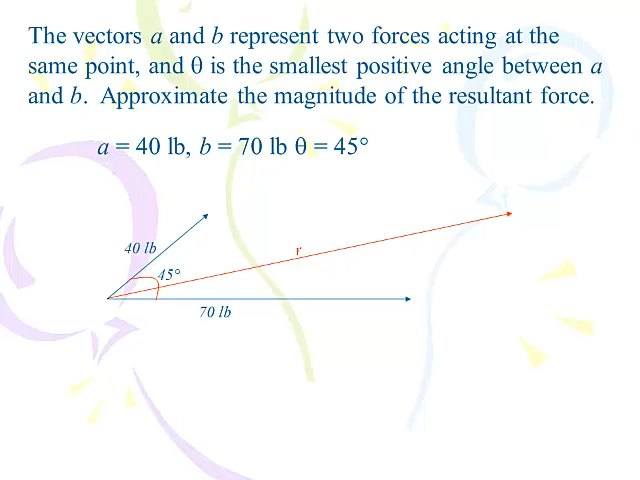 The vectors a and b represent two forces acting at the
same point, and θ is the smallest positive angle between a
and b. Approximate the magnitude of the resultant force.
a = 40 lb, b = 70 lb θ = 45°
40 lb
r
45°
70 lb